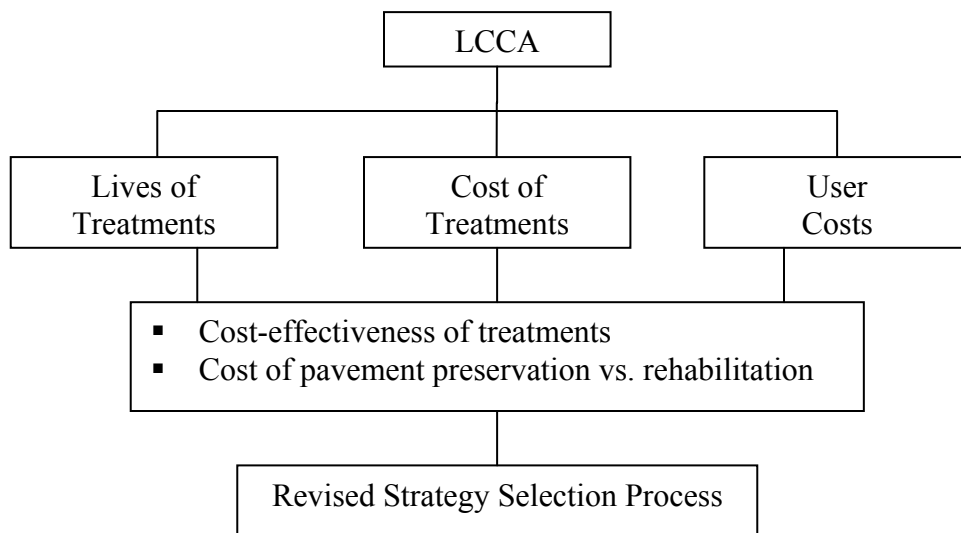 LCCA
Lives of
Treatments
Cost of
Treatments
User
Costs
▪ Cost-effectiveness of treatments
▪ Cost of pavement preservation vs. rehabilitation
Revised Strategy Selection Process